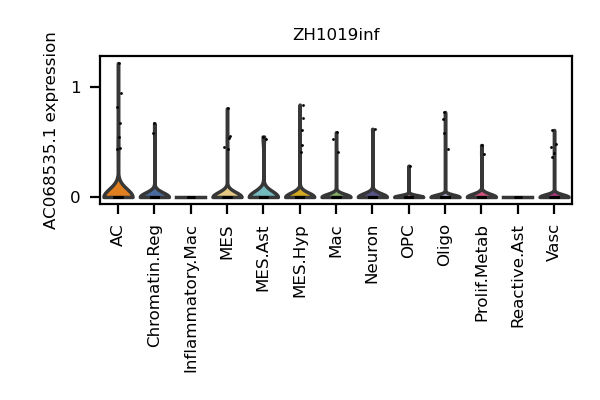 ZH1019inf
AC068535.1 expression
1
0
AC
Chromatin.Reg
Inflammatory.Mac
MES
MES.Ast
MES.Hyp
Mac
Neuron
OPC
Oligo
Prolif.Metab
Reactive.Ast
Vasc